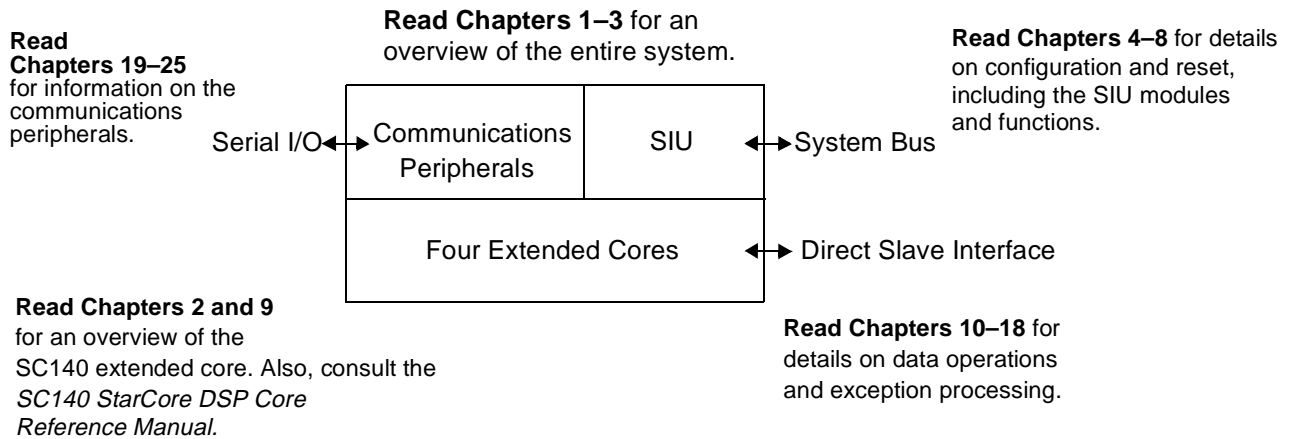 Read Chapters 1–3 for an
overview of the entire system.
Read
Chapters 19–25
for information on the
communications
peripherals.
Read Chapters 4–8 for details
on configuration and reset,
including the SIU modules
and functions.
Serial I/O
Communications
Peripherals
SIU
System Bus
Four Extended Cores
Direct Slave Interface
Read Chapters 2 and 9
for an overview of the
SC140 extended core. Also, consult the
SC140 StarCore DSP Core
Reference Manual.
Read Chapters 10–18 for
details on data operations
and exception processing.